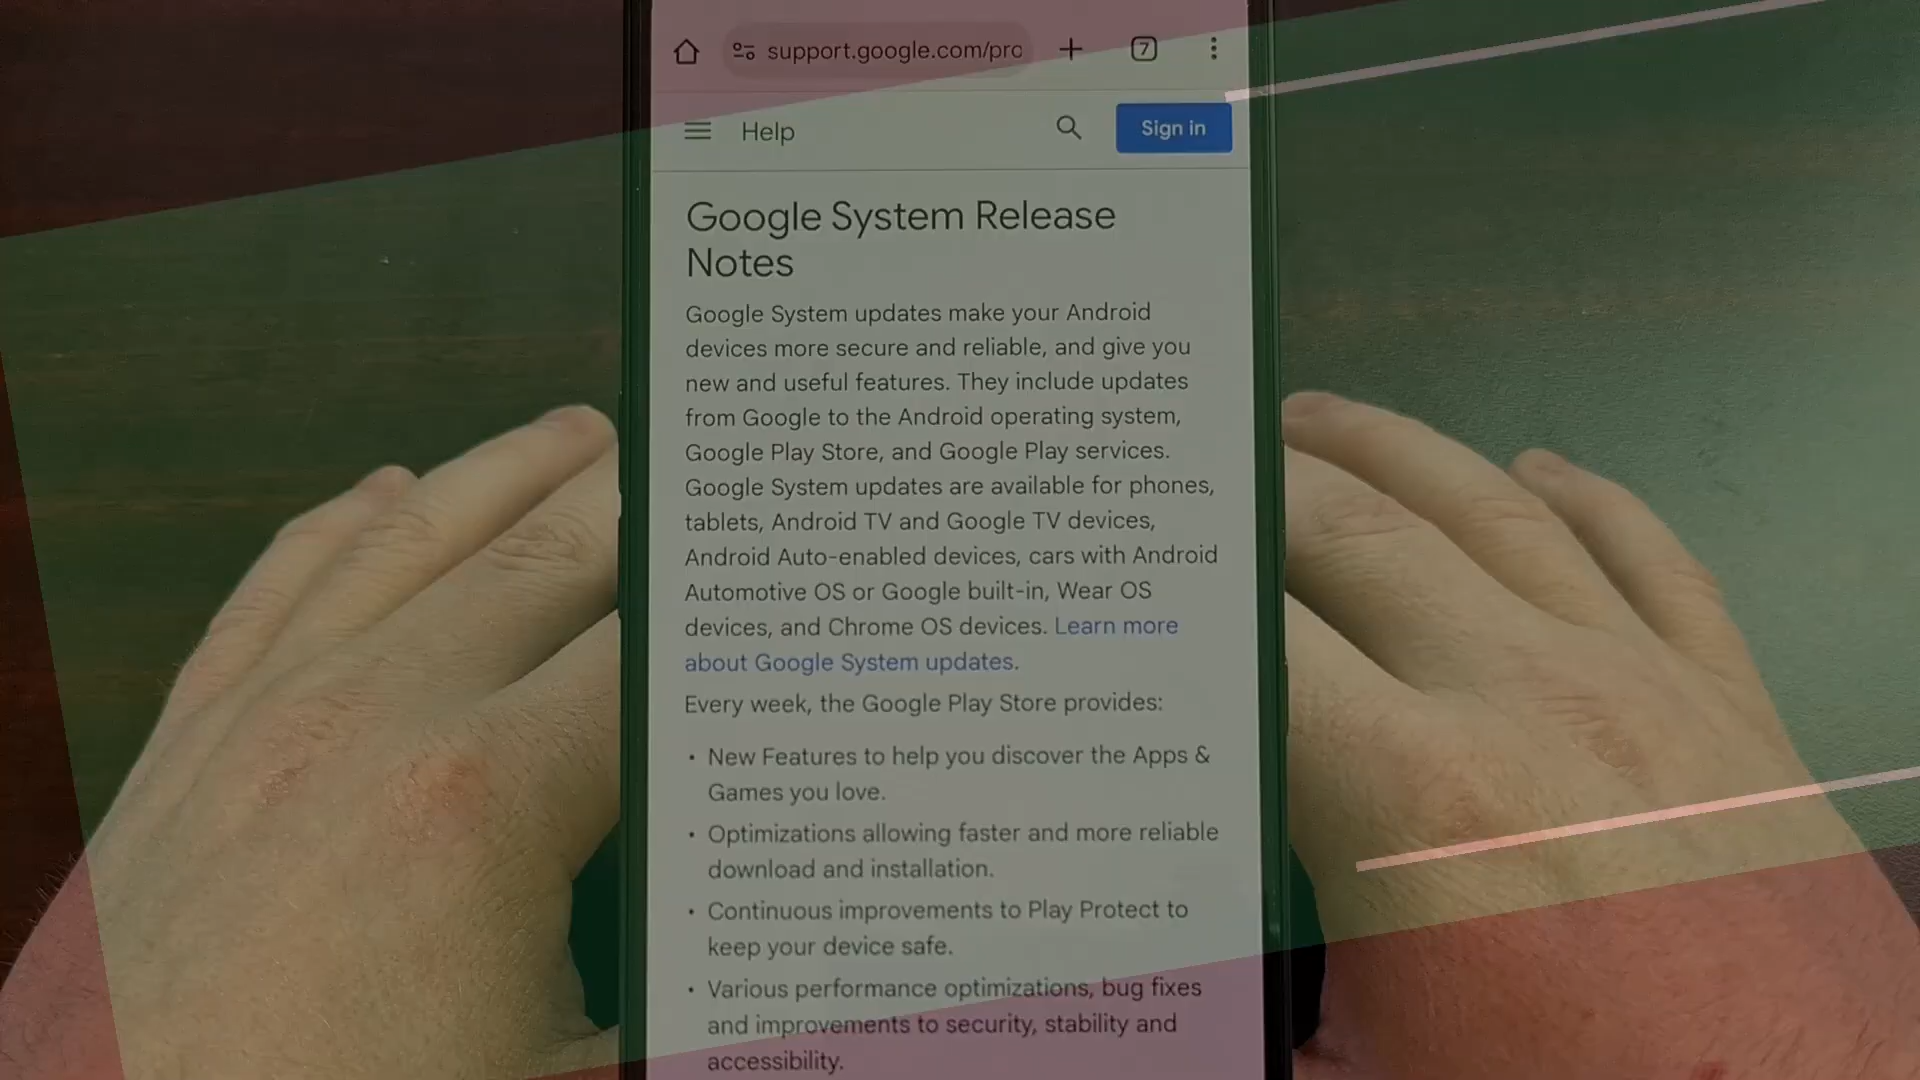 support.google.com/pro
7
Help
Sign in
Google System Release
Notes
Google System updates make your Android
devices more secure and reliable, and give you
new and useful features. They include updates
from Google to the Android operating system,
Google Play Store, and Google Play services.
Google System updates are available for phones,
tablets, Android TV and Google TV devices,
Android Auto-enabled devices, cars with Android
Automotive OS or Google built-in, Wear OS
devices, and Chrome OS devices. Learn more
about Google System updates.
Every week, the Google Play Store provides:
• New Features to help you discover the Apps &
Games you love.
• Optimizations allowing faster and more reliable
download and installation.
• Continuous improvements to Play Protect to
keep your device safe.
• Various performance optimizations, bug fixes
and improvements to security, stability and
accessibility.